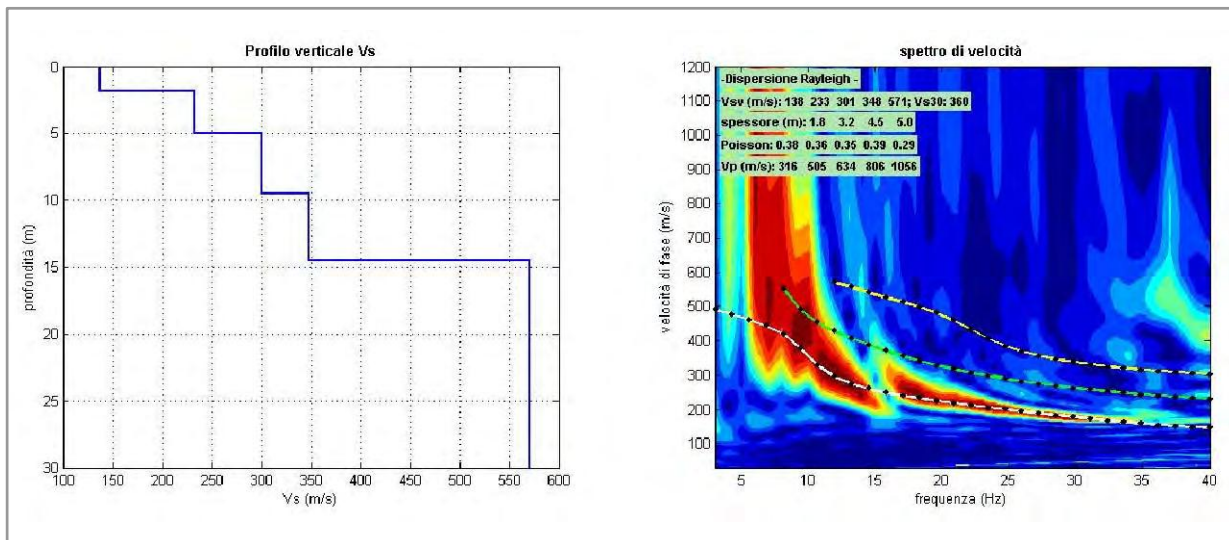 Profilo verticale Vs
0
5
10
15
20
25
30
profondità (m)
100 150 200 250 300 350 400 450 500 550 600
Vs (m/s)
spettro di velocità
-Dispersione Rayleigh -
Vsv (m/s): 138 233 301 348 571; Vs30: 360
spessore (m): 1.8 3.2 4.5 5.0
Poisson: 0.38 0.36 0.35 0.39 0.29
Vp (m/s): 316 505 634 806 1056
1200
1100
1000
900
800
700
600
500
400
300
200
100
velocità di fase (m/s)
5 10 15 20 25 30 35 40
frequenza (Hz)